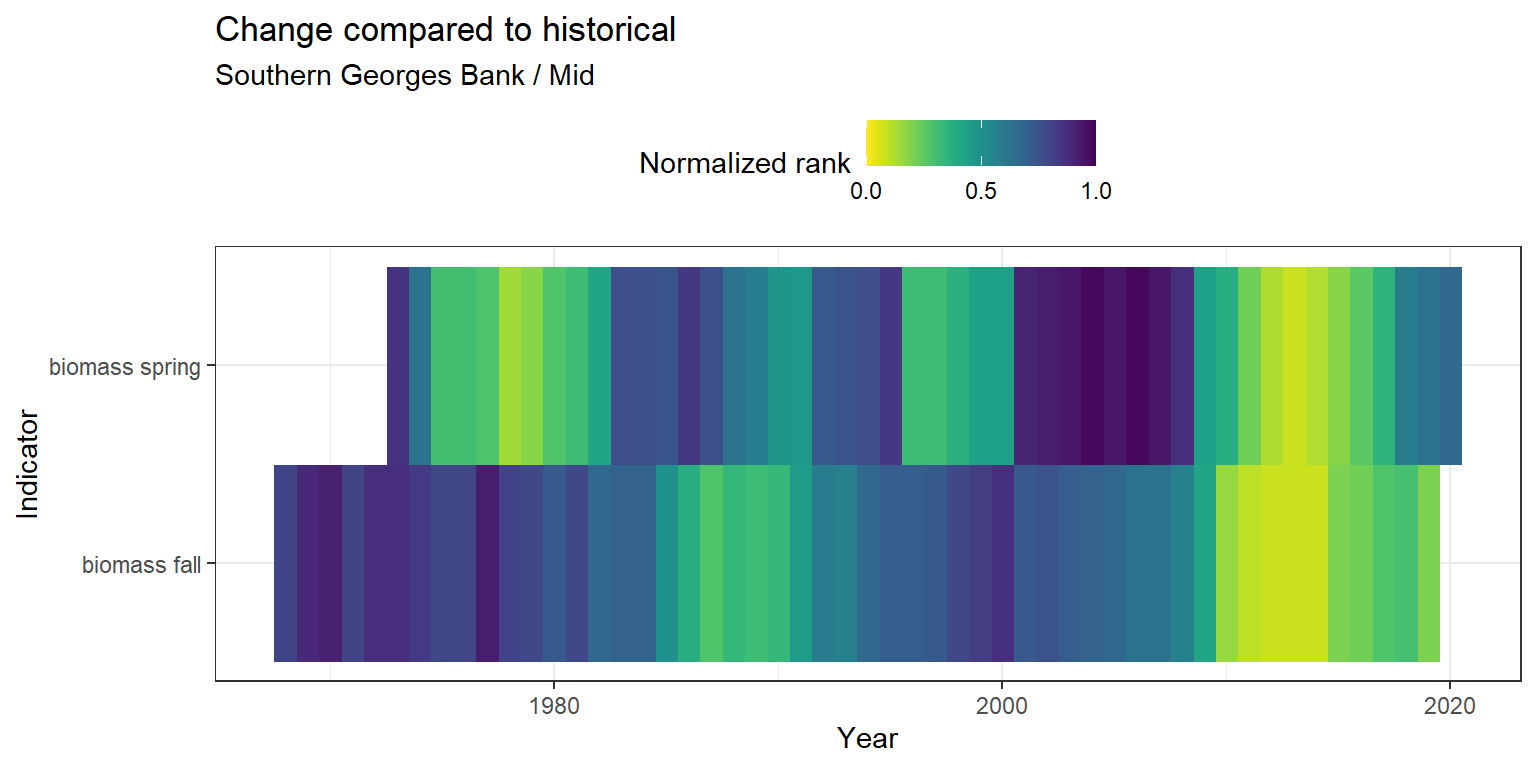 Change compared to historical
Southern Georges Bank / Mid
Normalized rank
0.0 0.5 1.0
biomass spring
biomass fall
Indicator
1980 2000 2020
Year